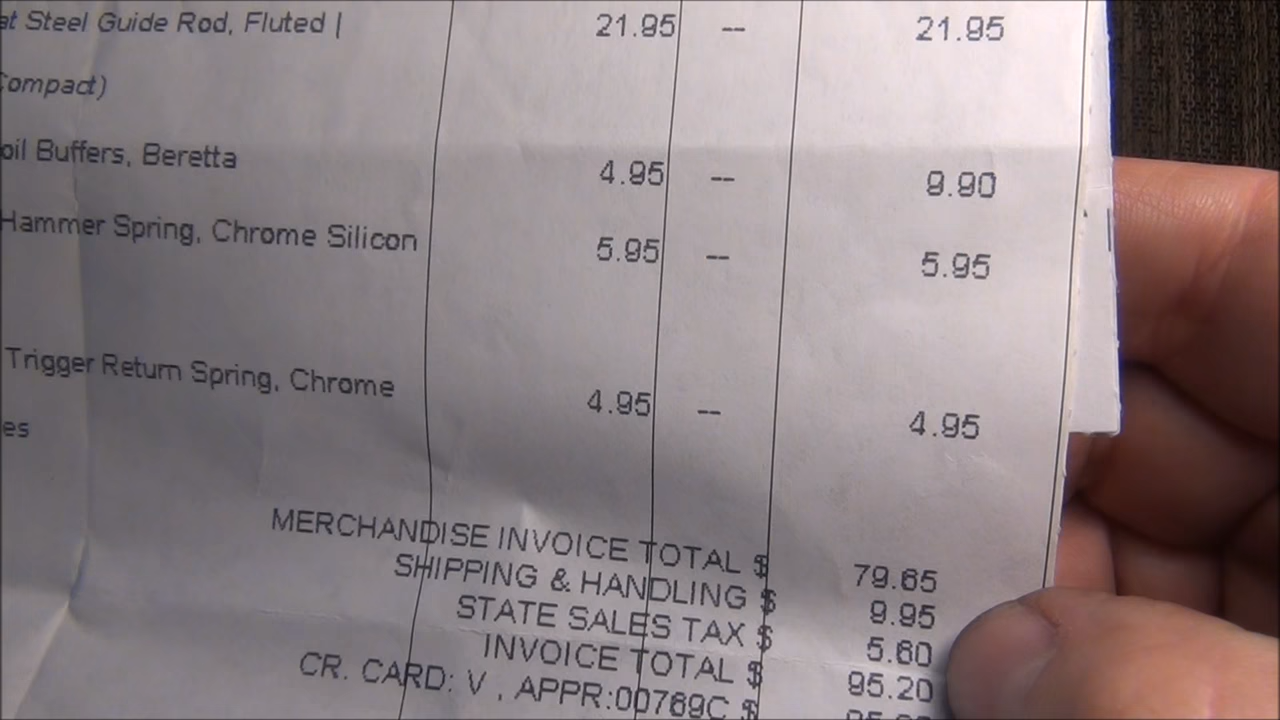 at Steel Guide Rod, Fluted | 21.95 -- 21.95
Compact)
oil Buffers, Beretta 4.95 -- 9.90
Hammer Spring, Chrome Silicon 5.95 -- 5.95
Trigger Return Spring, Chrome 4.95 -- 4.95
es
MERCHANDISE INVOICE TOTAL $ 79.65
SHIPPING & HANDLING $ 9.95
STATE SALES TAX $ 5.60
INVOICE TOTAL $ 95.20
CR. CARD: V , APPR:00769C $